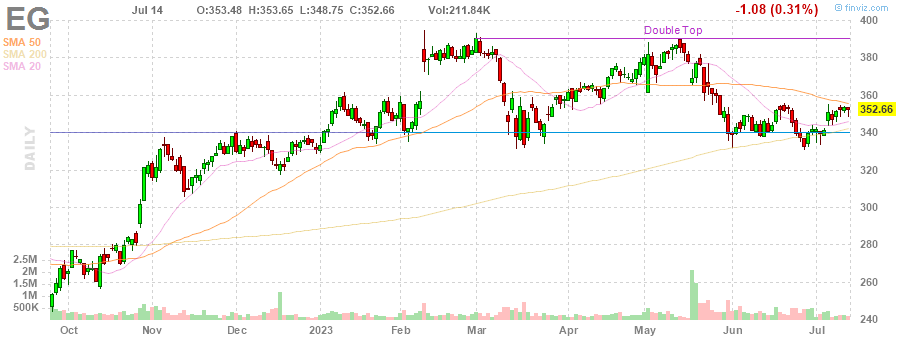 EG
Jul 14 O:353.48 H:353.65 L:348.75 C:352.66 Vol:211.84K
-1.08 (0.31%)
© finviz.com
SMA 50
SMA 200
SMA 20
Double Top
DAILY
400
380
360
352.66
340
320
300
280
260
240
2.5M
2M
1.5M
1M
500K
Oct Nov Dec 2023 Feb Mar Apr May Jun Jul